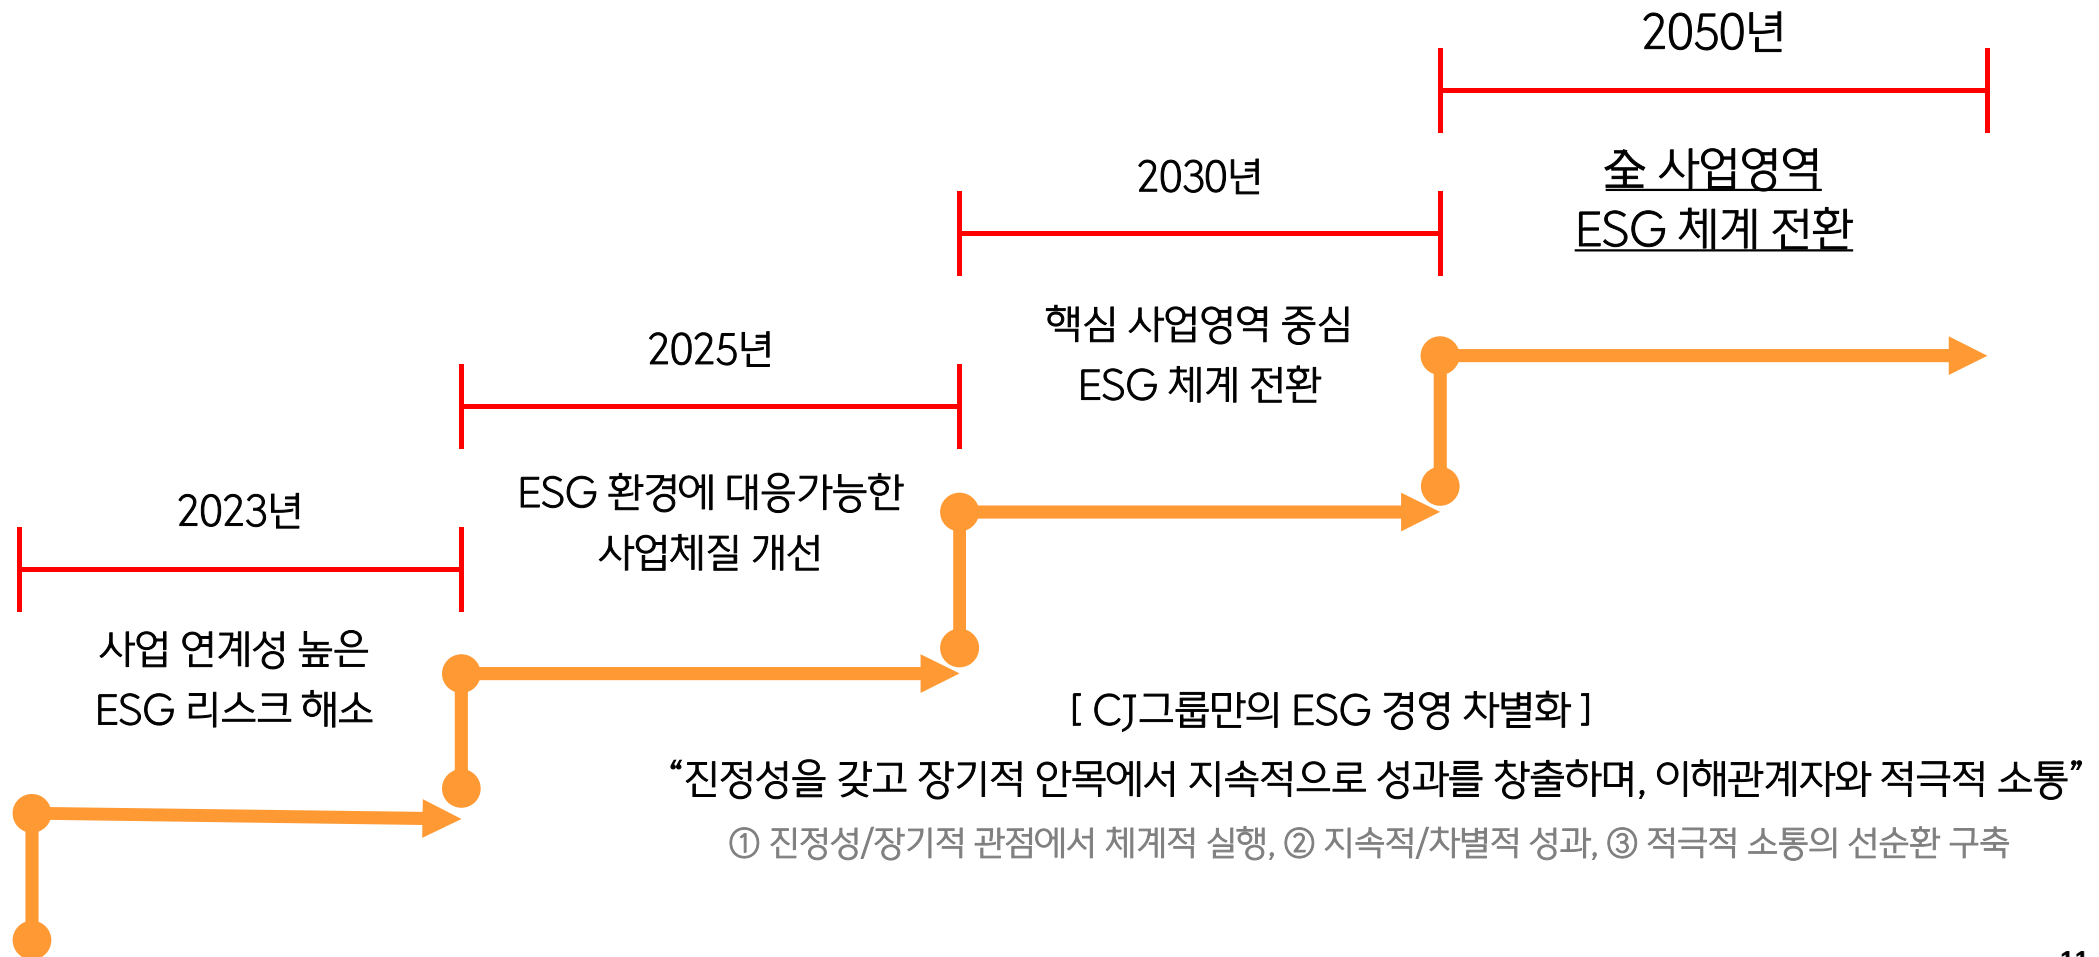 2050년
全 사업영역
ESG 체계 전환
2030년
핵심 사업영역 중심
ESG 체계 전환
2025년
ESG 환경에 대응가능한
사업체질 개선
2023년
사업 연계성 높은
ESG 리스크 해소
[ CJ그룹만의 ESG 경영 차별화 ]
“진정성을 갖고 장기적 안목에서 지속적으로 성과를 창출하며, 이해관계자와 적극적 소통”
① 진정성/장기적 관점에서 체계적 실행, ② 지속적/차별적 성과, ③ 적극적 소통의 선순환 구축